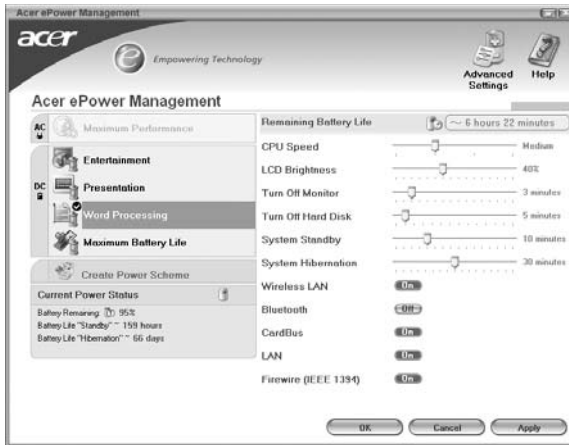 Acer ePower Management
acer
Empowering Technology
Advanced Settings
Help
Acer ePower Management
AC
Maximum Performance
DC
Entertainment
Presentation
Word Processing
Maximum Battery Life
Create Power Scheme
Current Power Status
Battery Remaining: 95%
Battery Life "Standby" ~ 159 hours
Battery Life "Hibernation" ~ 66 days
Remaining Battery Life ~ 6 hours 22 minutes
CPU Speed Medium
LCD Brightness 40%
Turn Off Monitor 3 minutes
Turn Off Hard Disk 5 minutes
System Standby 10 minutes
System Hibernation 30 minutes
Wireless LAN On
Bluetooth Off
CardBus On
LAN On
Firewire (IEEE 1394) On
OK Cancel Apply